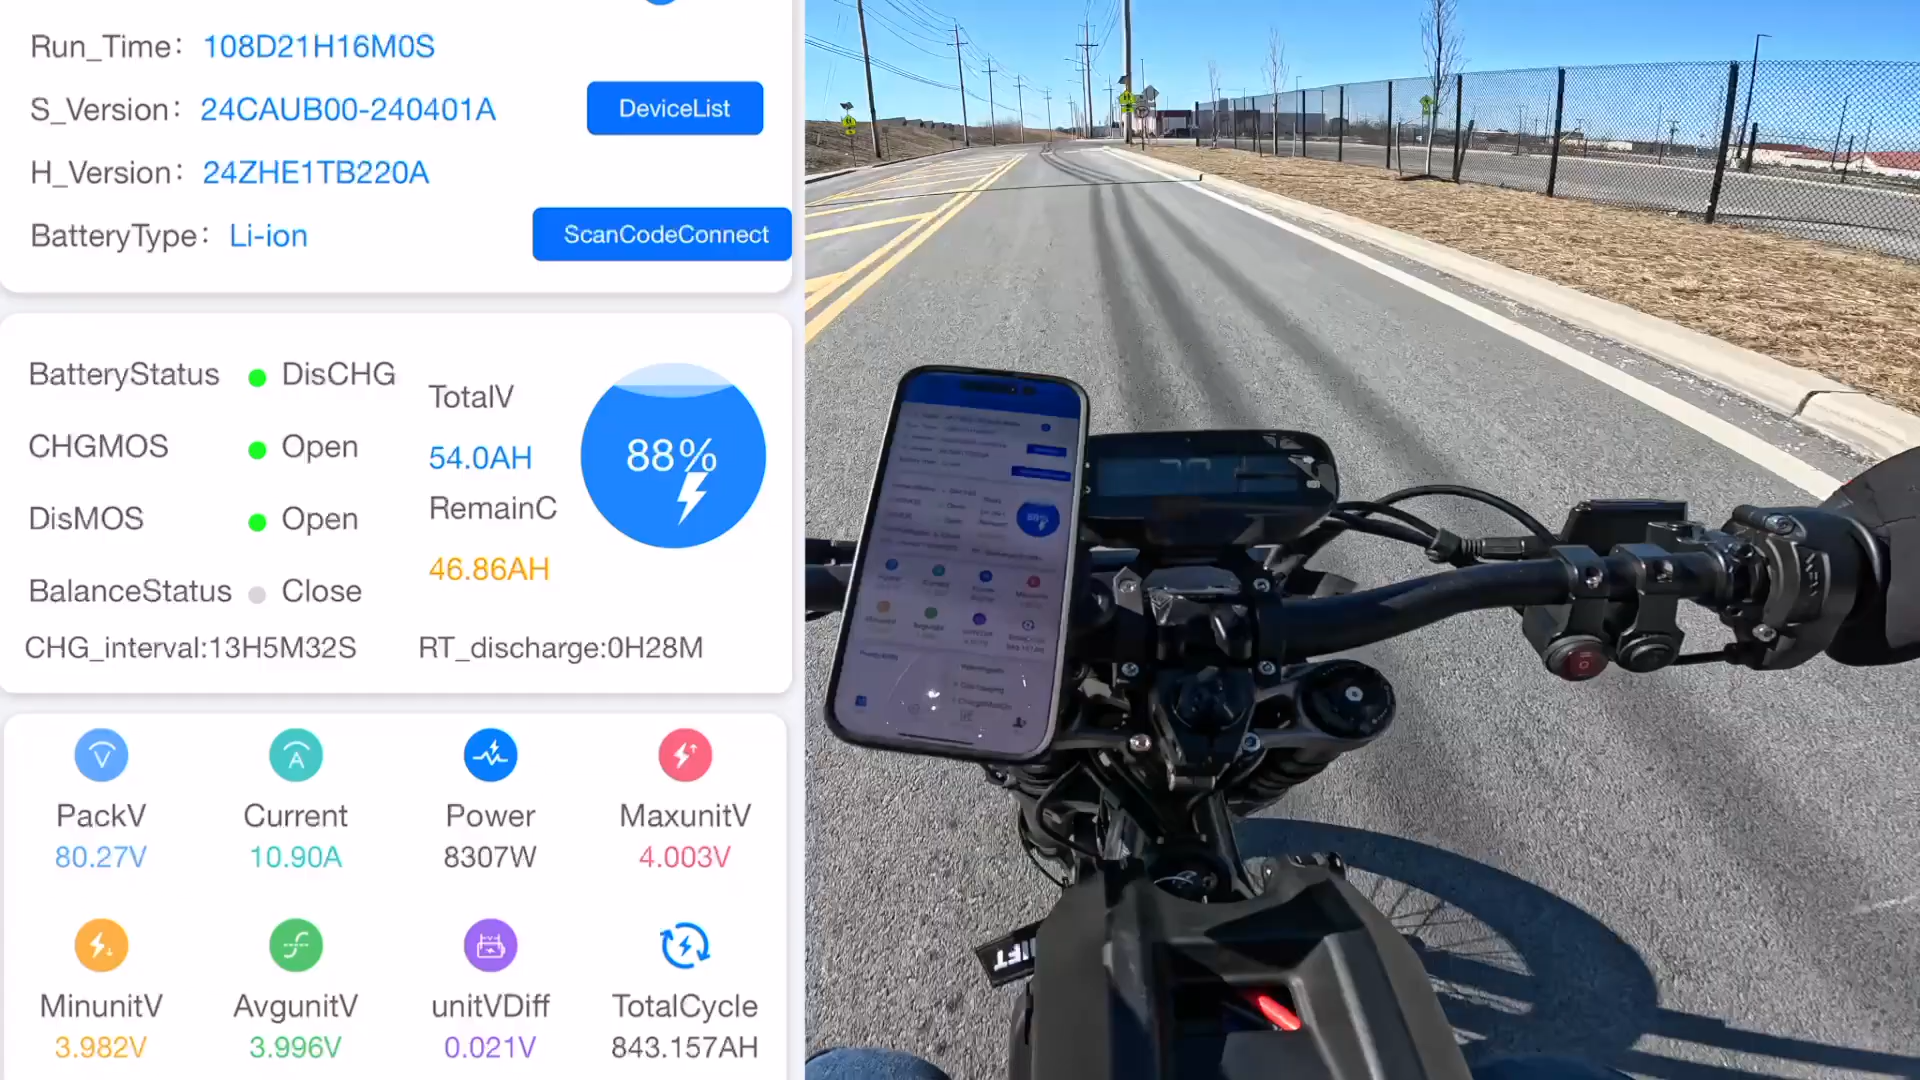 Run_Time: 108D21H16M0S
S_Version: 24CAUB00-240401A
DeviceList
H_Version: 24ZHE1TB220A
BatteryType: Li-ion
ScanCodeConnect
BatteryStatus DisCHG
CHGMOS Open
DisMOS Open
BalanceStatus Close
TotalV
54.0AH
RemainC
46.86AH
88%
CHG_interval:13H5M32S
RT_discharge:0H28M
PackV Current Power MaxunitV
80.27V 10.90A 8307W 4.003V
MinunitV AvgunitV unitVDiff TotalCycle
3.982V 3.996V 0.021V 843.157AH